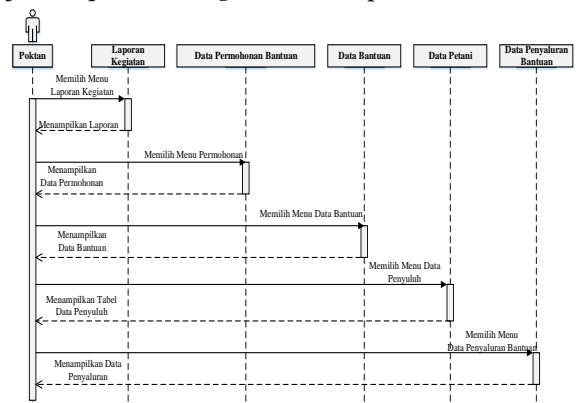 Poktan
Laporan
Kegiatan
Data Permohonan Bantuan
Data Bantuan
Data Petani
Data Penyaluran
Bantuan
Memilih Menu
Laporan Kegiatan
Menampilkan Laporan
Memilih Menu Permohonan
Menampilkan
Data Permohonan
Memilih Menu Data Bantuan
Menampilkan
Data Bantuan
Memilih Menu Data
Penyuluh
Menampilkan Tabel
Data Penyuluh
Memilih Menu
Data Penyaluran Bantuan
Menampilkan Data
Penyaluran